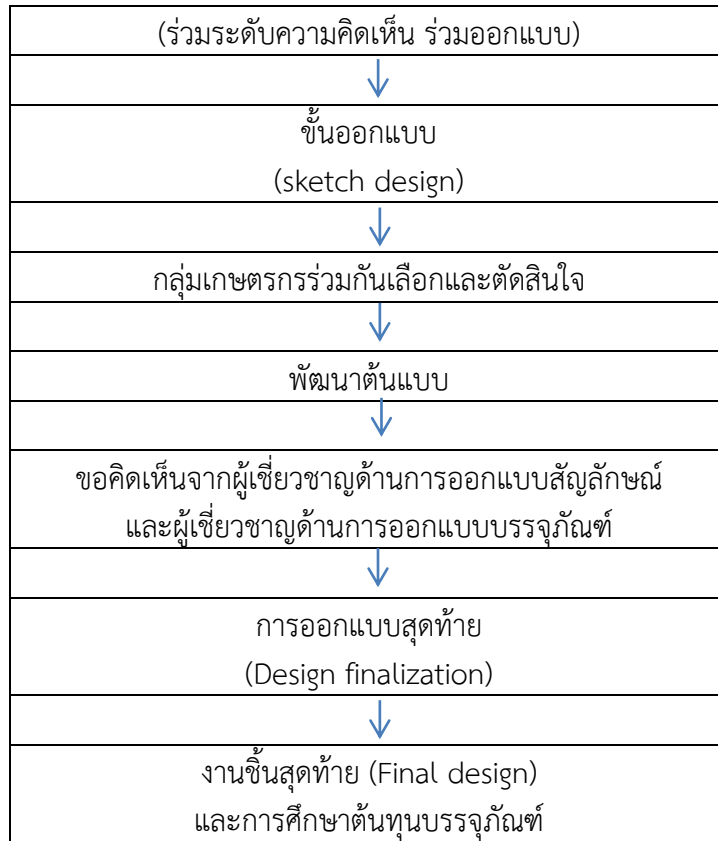 (ร่วมระดับความคิดเห็น ร่วมออกแบบ)
ขั้นออกแบบ
(sketch design)
กลุ่มเกษตรกรร่วมกันเลือกและตัดสินใจ
พัฒนาต้นแบบ
ขอคิดเห็นจากผู้เชี่ยวชาญด้านการออกแบบสัญลักษณ์
และผู้เชี่ยวชาญด้านการออกแบบบรรจุภัณฑ์
การออกแบบสุดท้าย
(Design finalization)
งานชิ้นสุดท้าย (Final design)
และการศึกษาต้นทุนบรรจุภัณฑ์